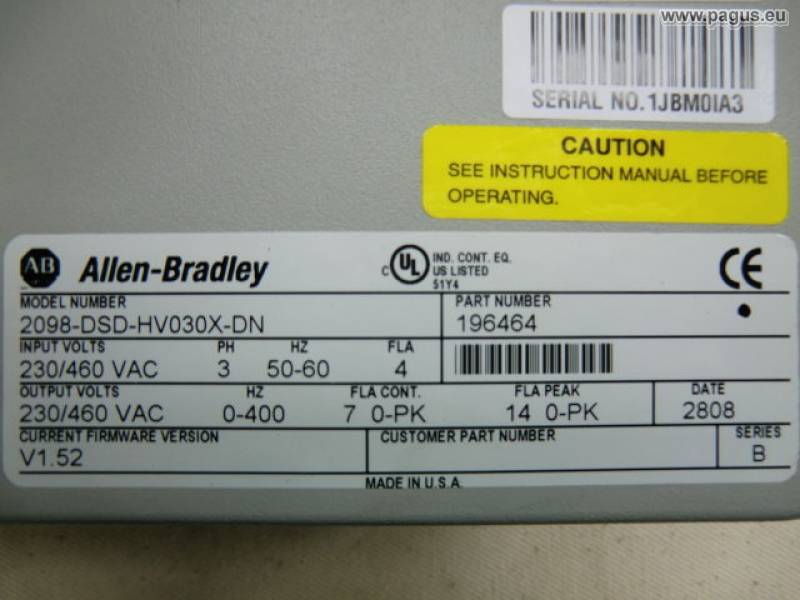 www.pagus.eu
SERIAL NO.1JBM0IA3
CAUTION
SEE INSTRUCTION MANUAL BEFORE
OPERATING.
AB Allen-Bradley
C UL IND. CONT. EQ.
US LISTED
51Y4
CE
MODEL NUMBER
2098-DSD-HV030X-DN
PART NUMBER
196464
INPUT VOLTS PH HZ FLA
230/460 VAC 3 50-60 4
OUTPUT VOLTS HZ FLA CONT. FLA PEAK DATE
230/460 VAC 0-400 7 0-PK 14 0-PK 2808
CURRENT FIRMWARE VERSION CUSTOMER PART NUMBER SERIES
V1.52 B
MADE IN U.S.A.